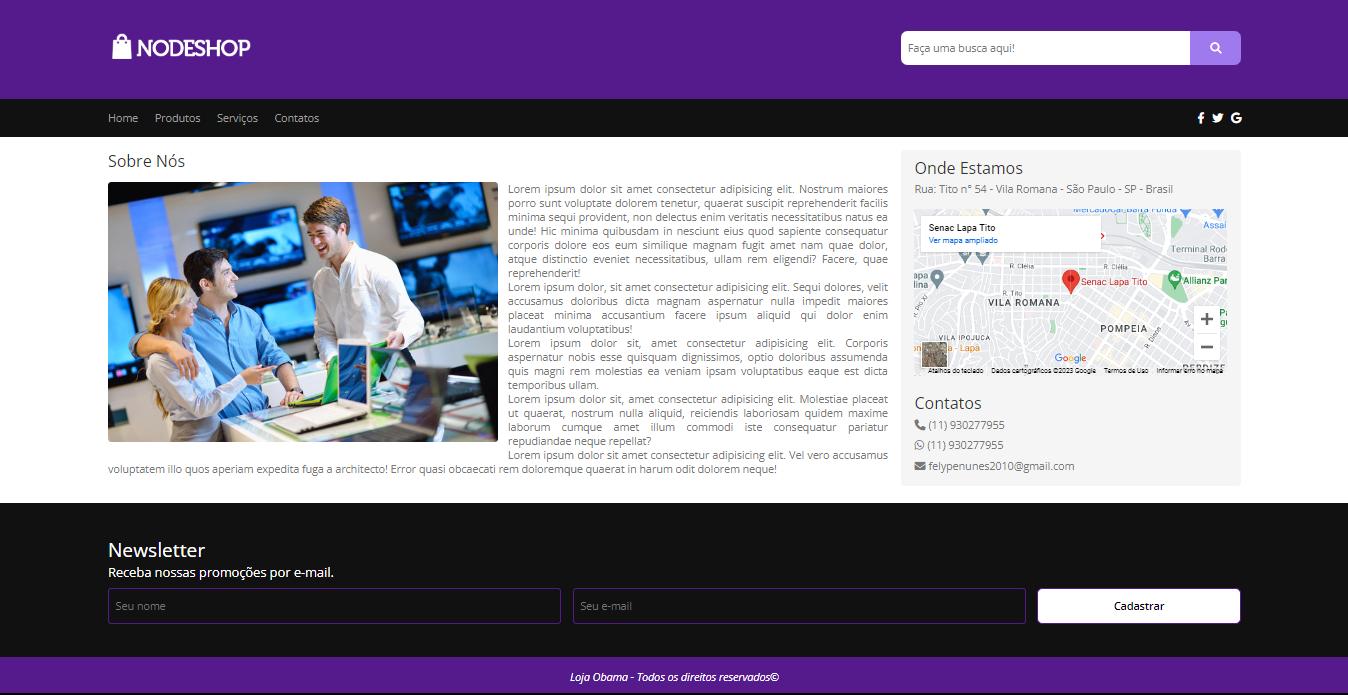 NODESHOP
Faça uma busca aqui!
Home Produtos Serviços Contatos
Sobre Nós
Lorem ipsum dolor sit amet consectetur adipisicing elit. Nostrum maiores
porro sunt voluptate dolorem tenetur, quaerat suscipit reprehenderit facilis
minima sequi provident, non delectus enim veritatis necessitatibus natus ea
unde! Hic minima quibusdam in nesciunt eius quod sapiente consequatur
corporis dolore eos eum similique magnam fugit amet nam quae dolor,
atque distinctio eveniet necessitatibus, ullam rem eligendi? Facere, quae
reprehenderit!
Lorem ipsum dolor, sit amet consectetur adipisicing elit. Sequi dolores, velit
accusamus doloribus dicta magnam aspernatur nulla impedit maiores
placeat minima accusantium facere ipsum aliquid qui dolor enim
laudantium voluptatibus!
Lorem ipsum dolor sit, amet consectetur adipisicing elit. Corporis
aspernatur nobis esse quisquam dignissimos, optio doloribus assumenda
quis magni rem molestias ea veniam ipsam voluptatibus eaque est dicta
temporibus ullam.
Lorem ipsum dolor sit, amet consectetur adipisicing elit. Molestiae placeat
ut quaerat, nostrum nulla aliquid, reiciendis laboriosam quidem maxime
laborum cumque amet illum commodi iste consequatur pariatur
repudiandae neque repellat?
Lorem ipsum dolor sit amet consectetur adipisicing elit. Vel vero accusamus
voluptatem illo quos aperiam expedita fuga a architecto! Error quasi obcaecati rem doloremque quaerat in harum odit dolorem neque!
Onde Estamos
Rua: Tito n° 54 - Vila Romana - São Paulo - SP - Brasil
Senac Lapa Tito
Ver mapa ampliado
Terminal Rod
Barra
R. Clélia
R. Clélia
Senac Lapa Tito
Allianz Par
R. Tito
VILA ROMANA
POMPEIA
VILA IPOJUCA
- Lapa
Google
Atalhos do teclado Dados cartográficos ©2023 Google Termos de Uso Informar erro no mapa
Contatos
(11) 930277955
(11) 930277955
felypenunes2010@gmail.com
Newsletter
Receba nossas promoções por e-mail.
Seu nome
Seu e-mail
Cadastrar
Loja Obama - Todos os direitos reservados©